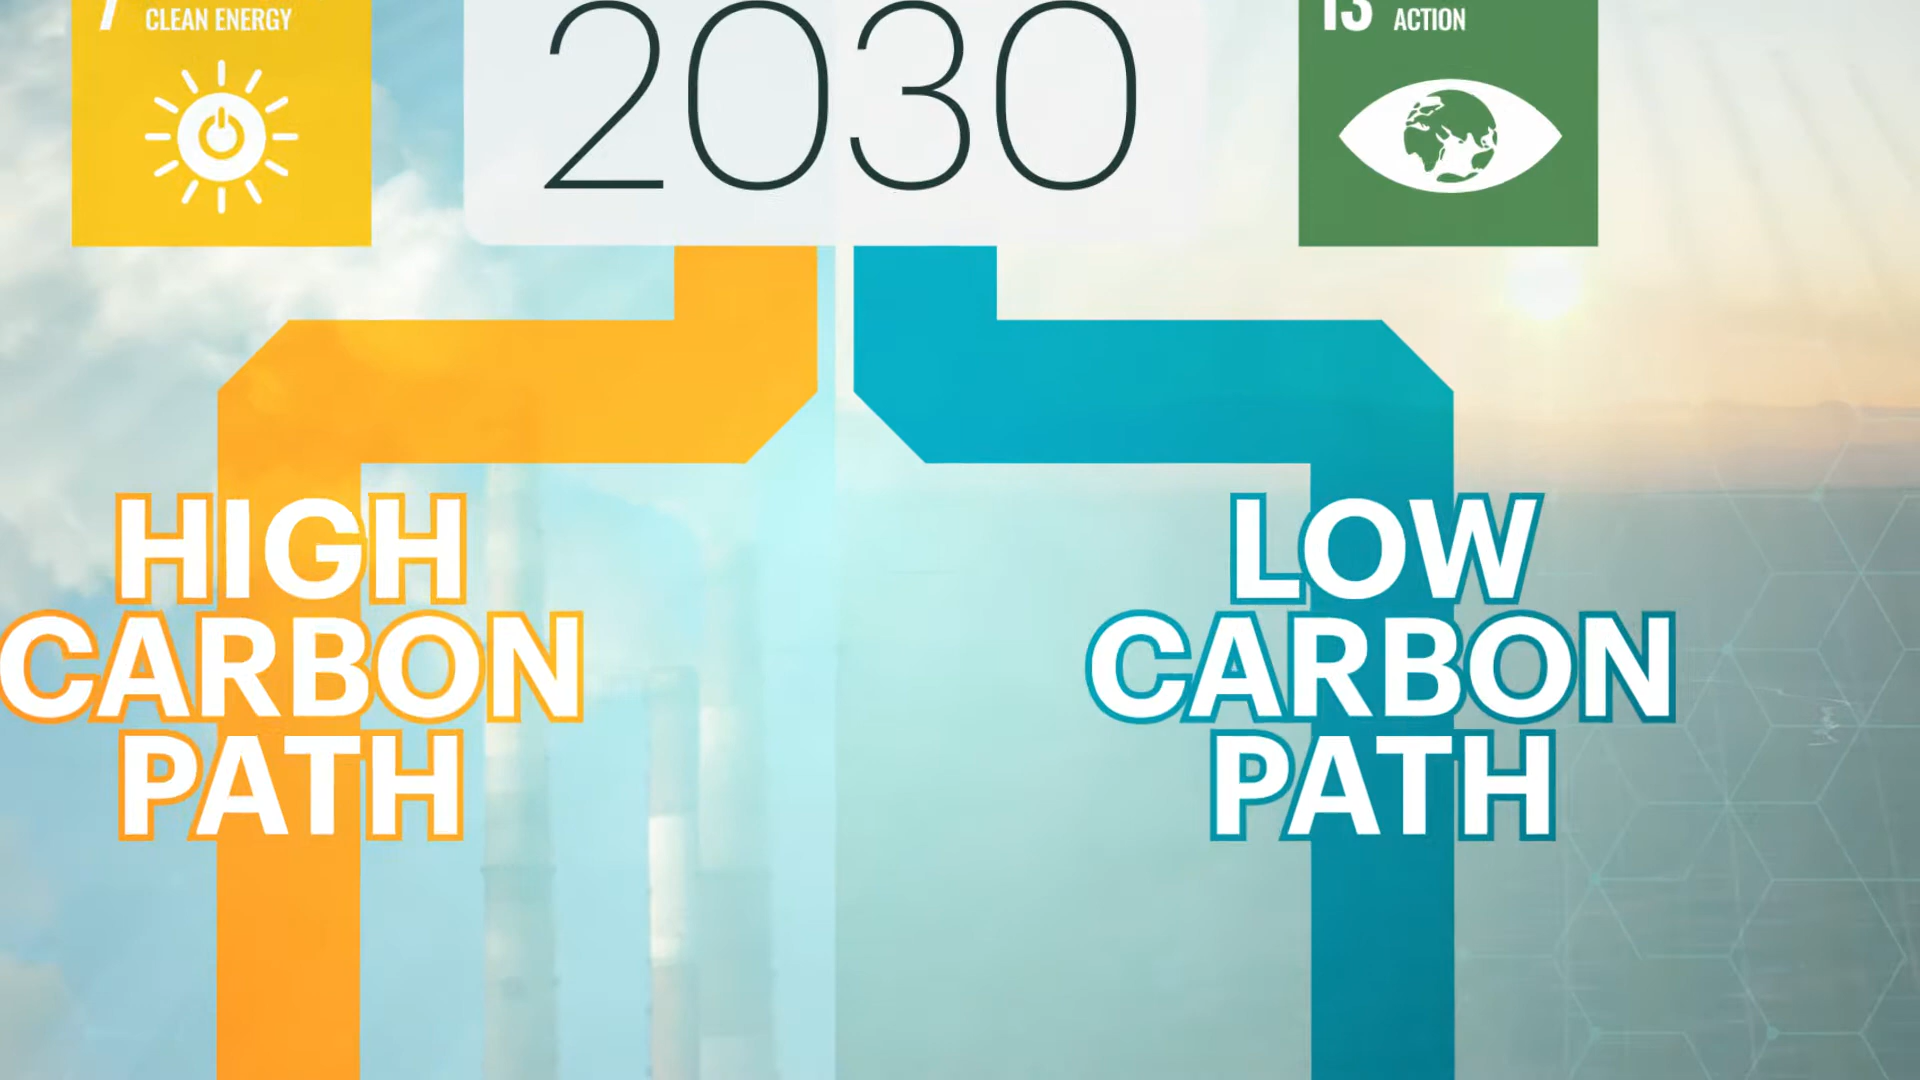 7 CLEAN ENERGY
2030
13 ACTION
HIGH
CARBON
PATH
LOW
CARBON
PATH